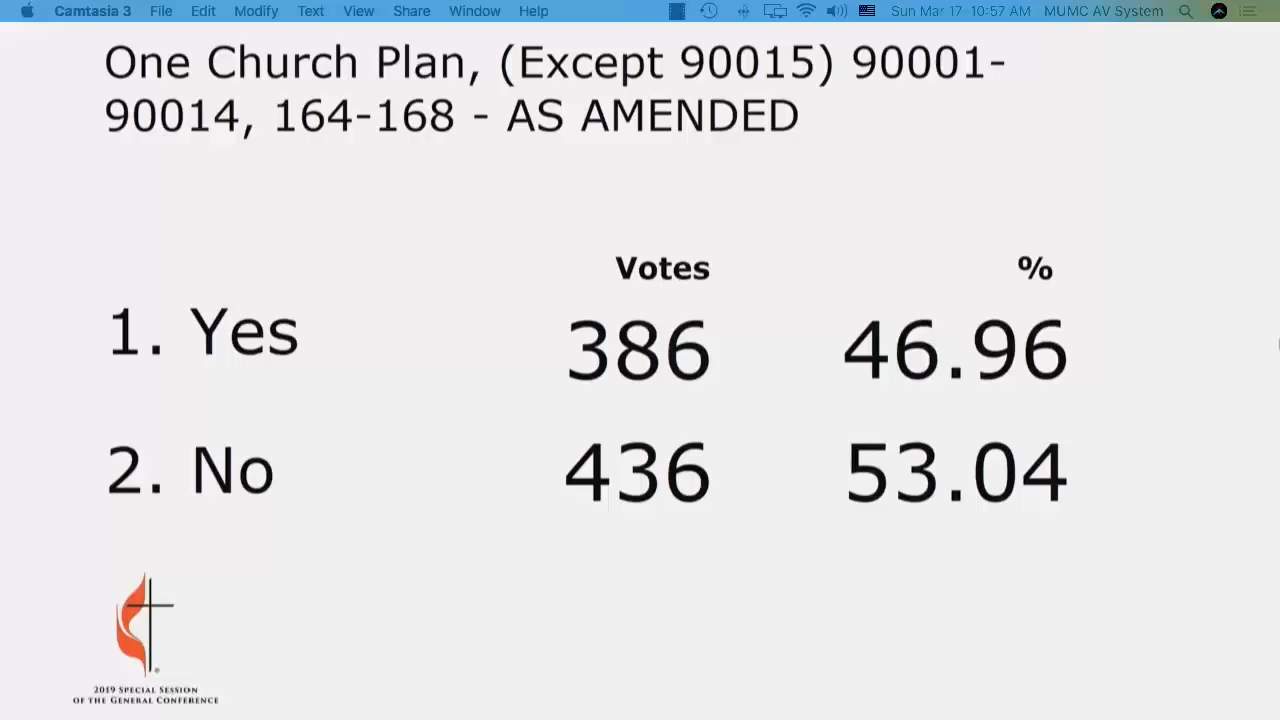 Camtasia 3 File Edit Modify Text View Share Window Help Sun Mar 17 10:57 AM MUMC AV System
One Church Plan, (Except 90015) 90001-
90014, 164-168 - AS AMENDED
Votes %
1. Yes 386 46.96
2. No 436 53.04
2019 SPECIAL SESSION
OF THE GENERAL CONFERENCE